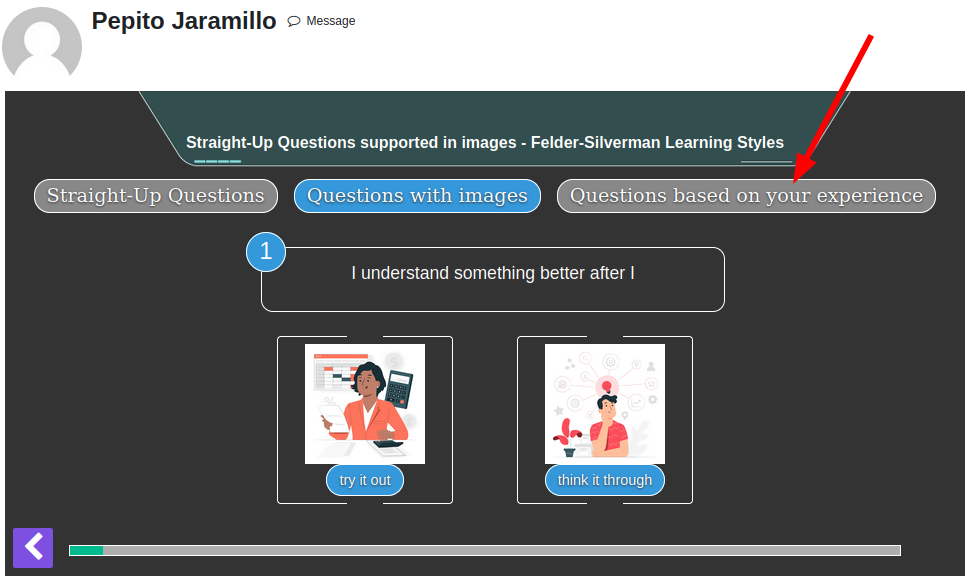 Pepito Jaramillo
Message
Straight-Up Questions supported in images - Felder-Silverman Learning Styles
Straight-Up Questions
Questions with images
Questions based on your experience
1
I understand something better after I
try it out
think it through